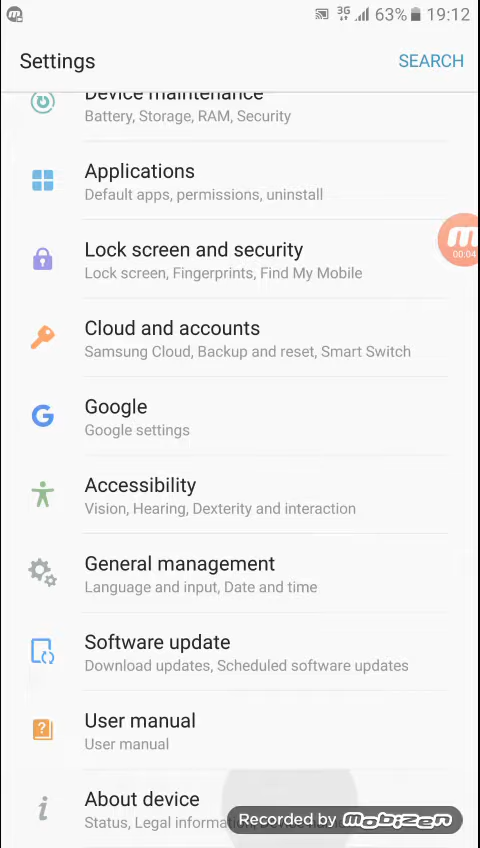 3G 63% 19:12
Settings SEARCH
Device maintenance
Battery, Storage, RAM, Security
Applications
Default apps, permissions, uninstall
Lock screen and security
Lock screen, Fingerprints, Find My Mobile
00:04
Cloud and accounts
Samsung Cloud, Backup and reset, Smart Switch
Google
Google settings
Accessibility
Vision, Hearing, Dexterity and interaction
General management
Language and input, Date and time
Software update
Download updates, Scheduled software updates
User manual
User manual
About device
Status, Legal information,
Recorded by mobizen